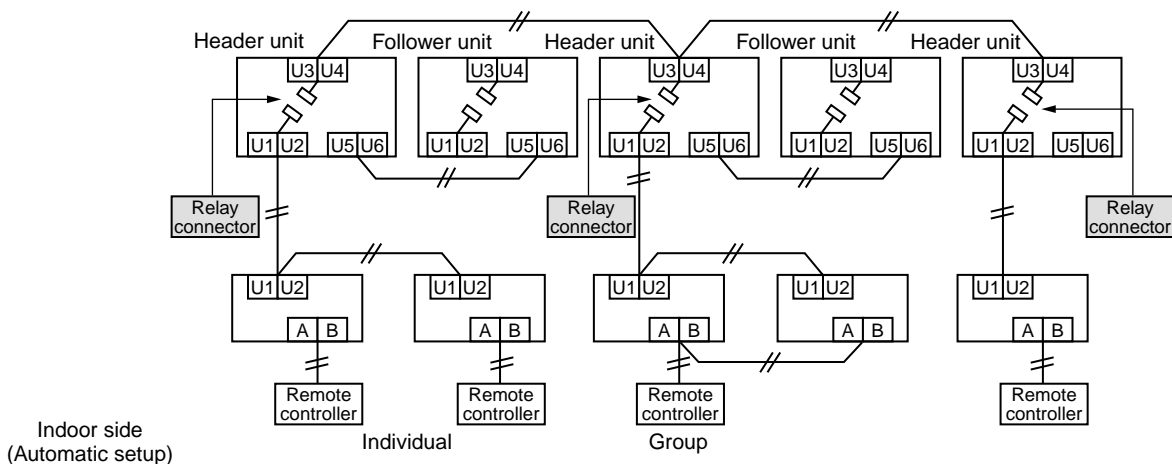 Header unit Follower unit Header unit Follower unit Header unit
U3 U4 U3 U4 U3 U4 U3 U4 U3 U4
U1 U2 U5 U6 U1 U2 U5 U6 U1 U2 U5 U6 U1 U2 U5 U6 U1 U2 U5 U6
Relay
connector
Relay
connector
Relay
connector
U1 U2 U1 U2 U1 U2 U1 U2 U1 U2
A B A B A B A B A B
Remote
controller
Remote
controller
Remote
controller
Remote
controller
Indoor side
(Automatic setup)
Individual
Group